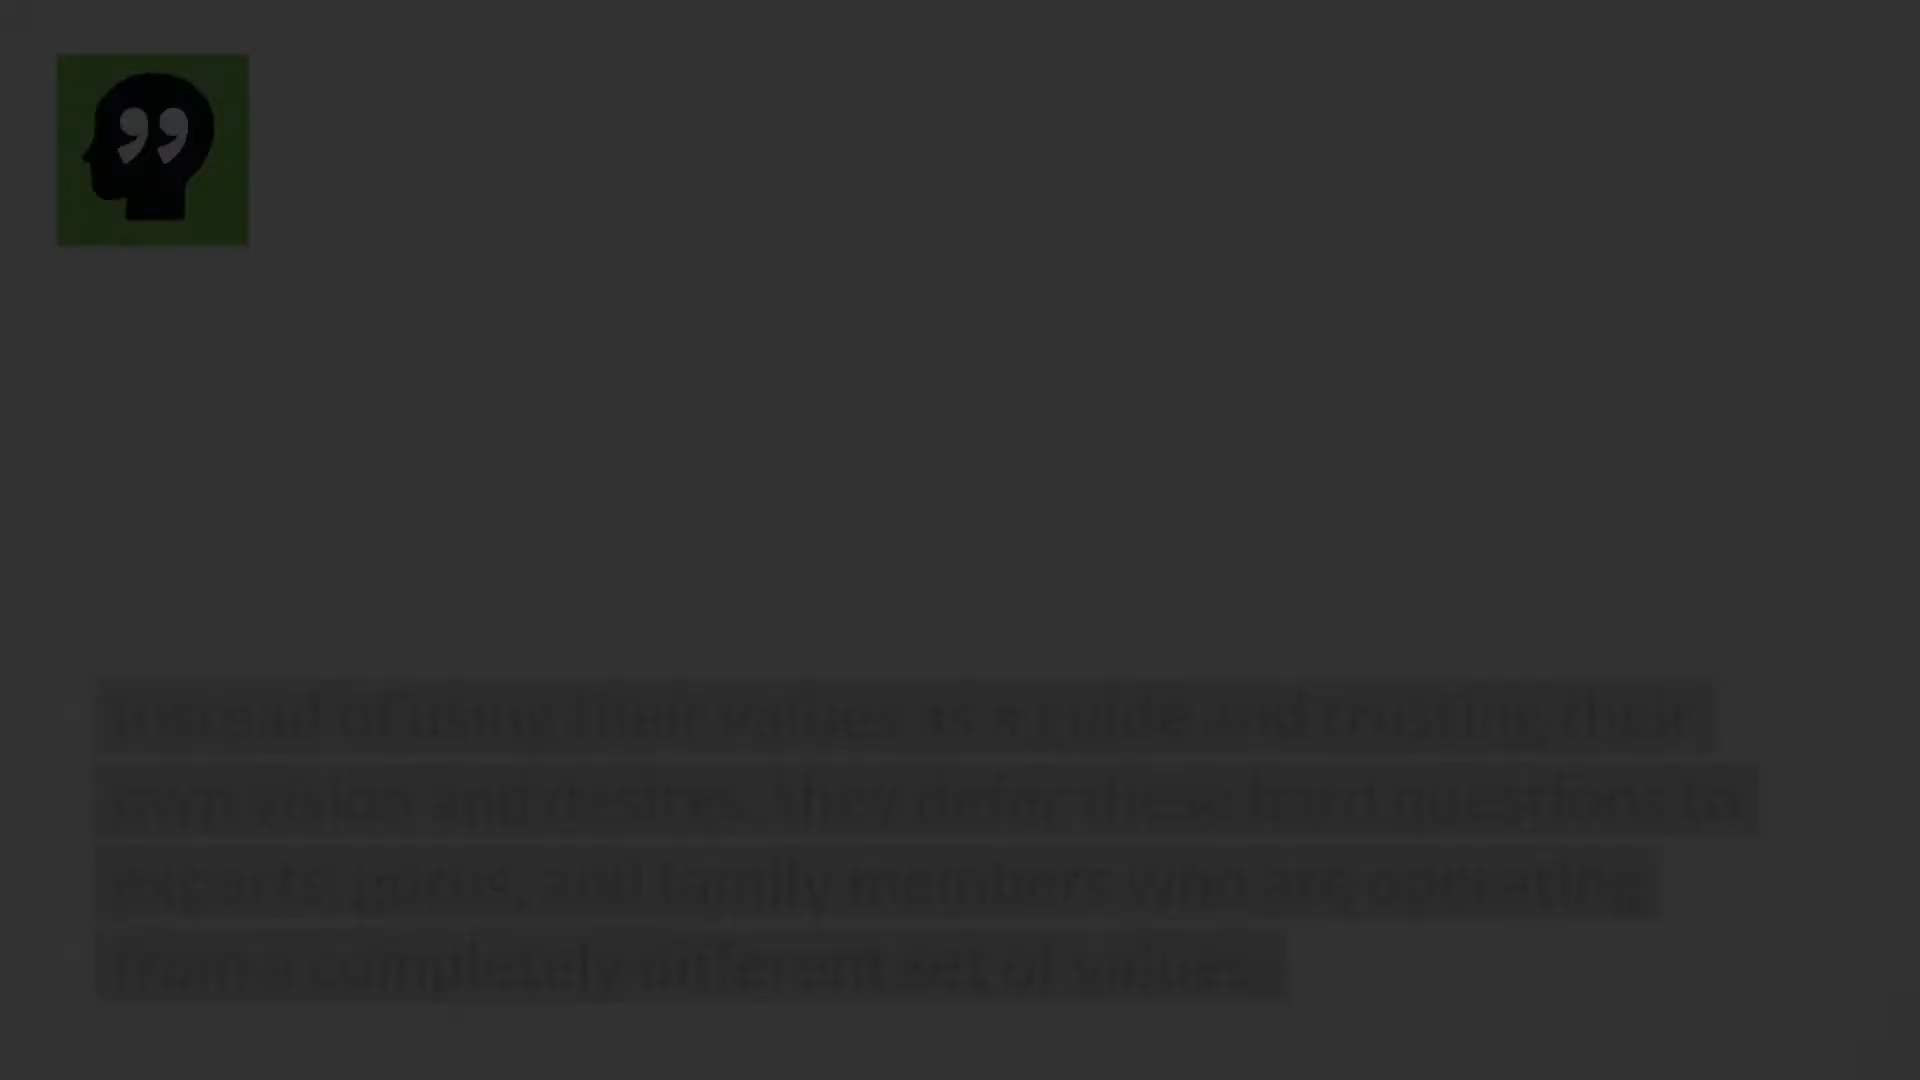 Instead of using their values as a guide and trusting their
own vision and desires, they defer these hard questions to
experts, gurus, and family members who are operating
from a completely different set of values.